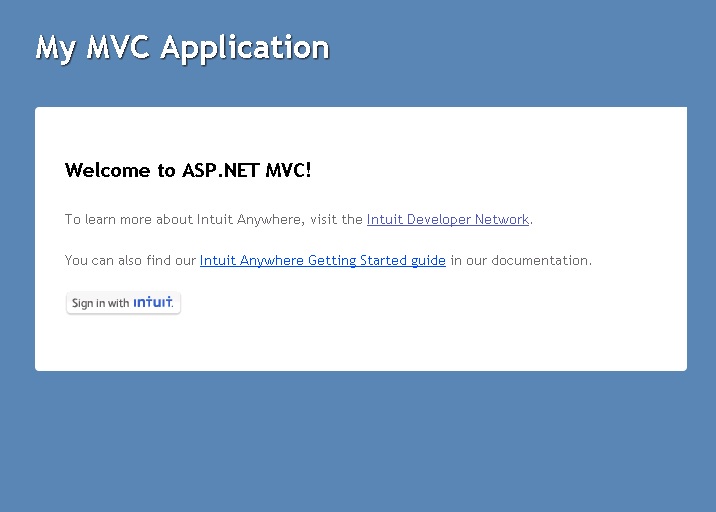 My MVC Application
Welcome to ASP.NET MVC!
To learn more about Intuit Anywhere, visit the Intuit Developer Network.
You can also find our Intuit Anywhere Getting Started guide in our documentation.
Sign in with intuit.